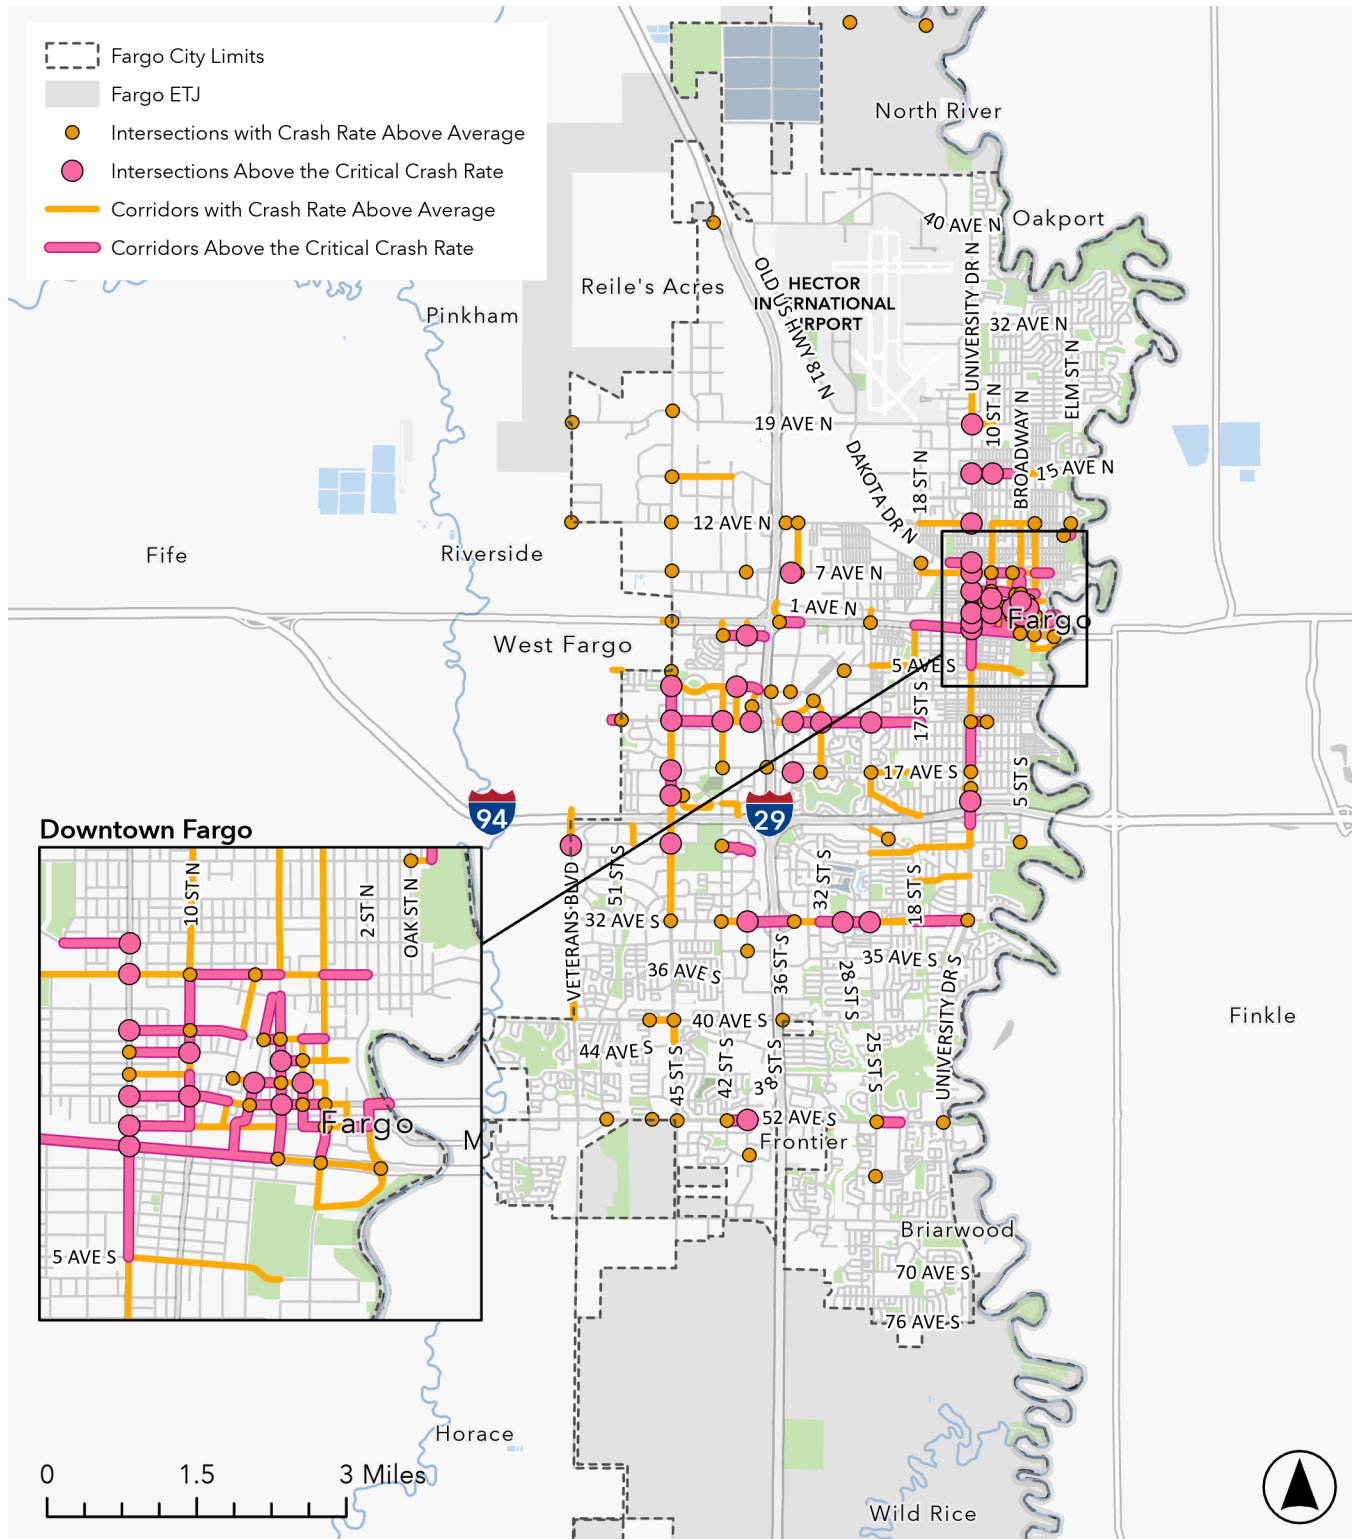 Fargo City Limits
Fargo ETJ
Intersections with Crash Rate Above Average
Intersections Above the Critical Crash Rate
Corridors with Crash Rate Above Average
Corridors Above the Critical Crash Rate
North River
40 AVE N
Oakport
Reile's Acres
HECTOR
INTERNATIONAL
AIRPORT
OLD US HWY 81 N
UNIVERSITY DR N
Pinkham
32 AVE N
ELM ST N
10 ST N
BROADWAY N
19 AVE N
DAKOTA DR N
18 ST N
15 AVE N
12 AVE N
Fife
Riverside
7 AVE N
1 AVE N
Fargo
West Fargo
5 AVE S
17 ST S
17 AVE S
5 ST S
94
29
51 ST S
32 ST S
18 ST S
VETERANS BLVD
32 AVE S
36 AVE S
36 ST S
28 ST S
35 AVE S
UNIVERSITY DR S
Finkle
40 AVE S
44 AVE S
45 ST S
42 ST S
38 ST S
25 ST S
52 AVE S
Frontier
M
Briarwood
70 AVE S
76 AVE S
Downtown Fargo
10 ST N
2 ST N
OAK ST N
Fargo
5 AVE S
Horace
Wild Rice
0 1.5 3 Miles